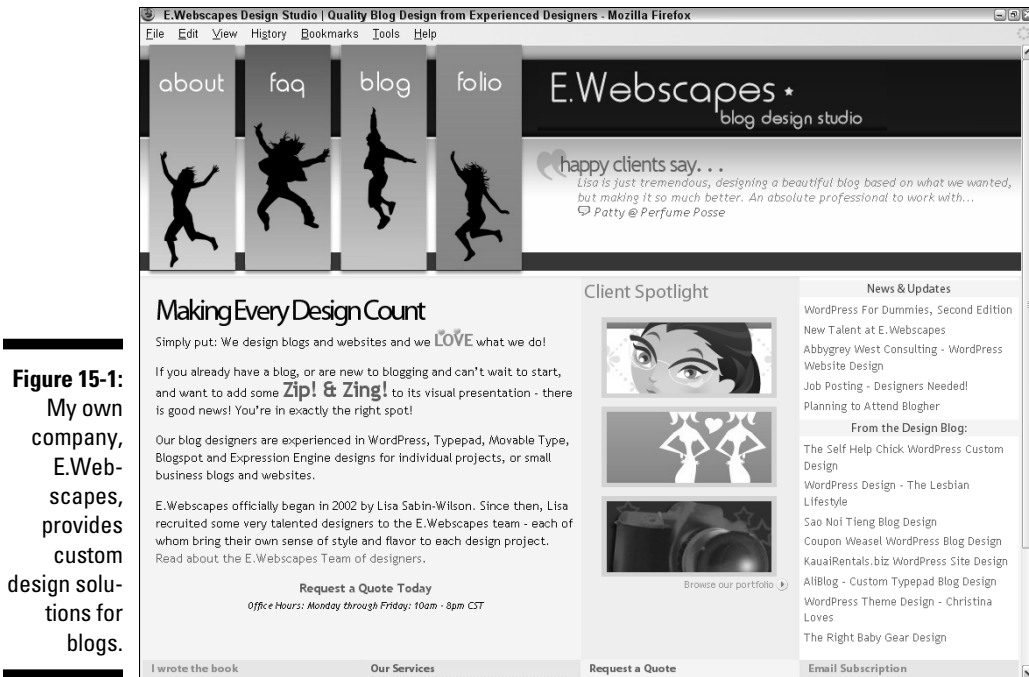 E.Webscapes Design Studio | Quality Blog Design from Experienced Designers - Mozilla Firefox
File Edit View History Bookmarks Tools Help
about
faq
blog
folio
E.Webscapes
blog design studio
happy clients say. . .
Lisa is just tremendous, designing a beautiful blog based on what we wanted,
but making it so much better. An absolute professional to work with...
Patty @ Perfume Posse
Making Every Design Count
Simply put: We design blogs and websites and we LOVE what we do!
If you already have a blog, or are new to blogging and can't wait to start,
and want to add some Zip! & Zing! to its visual presentation - there
is good news! You're in exactly the right spot!
Our blog designers are experienced in WordPress, Typepad, Movable Type,
Blogspot and Expression Engine designs for individual projects, or small
business blogs and websites.
E.Webscapes officially began in 2002 by Lisa Sabin-Wilson. Since then, Lisa
recruited some very talented designers to the E.Webscapes team - each of
whom bring their own sense of style and flavor to each design project.
Read about the E.Webscapes Team of designers.
Request a Quote Today
Office Hours: Monday through Friday: 10am - 8pm CST
Client Spotlight
Browse our portfolio
News & Updates
WordPress For Dummies, Second Edition
New Talent at E.Webscapes
Abbygrey West Consulting - WordPress
Website Design
Job Posting - Designers Needed!
Planning to Attend Blogher
From the Design Blog:
The Self Help Chick WordPress Custom
Design
WordPress Design - The Lesbian
Lifestyle
Sao Noi Tieng Blog Design
Coupon Weasel WordPress Blog Design
KauaiRentals.biz WordPress Site Design
AliBlog - Custom Typepad Blog Design
WordPress Theme Design - Christina
Loves
The Right Baby Gear Design
I wrote the book
Our Services
Request a Quote
Email Subscription
Figure 15-1:
My own
company,
E.Web-
scapes,
provides
custom
design solu-
tions for
blogs.